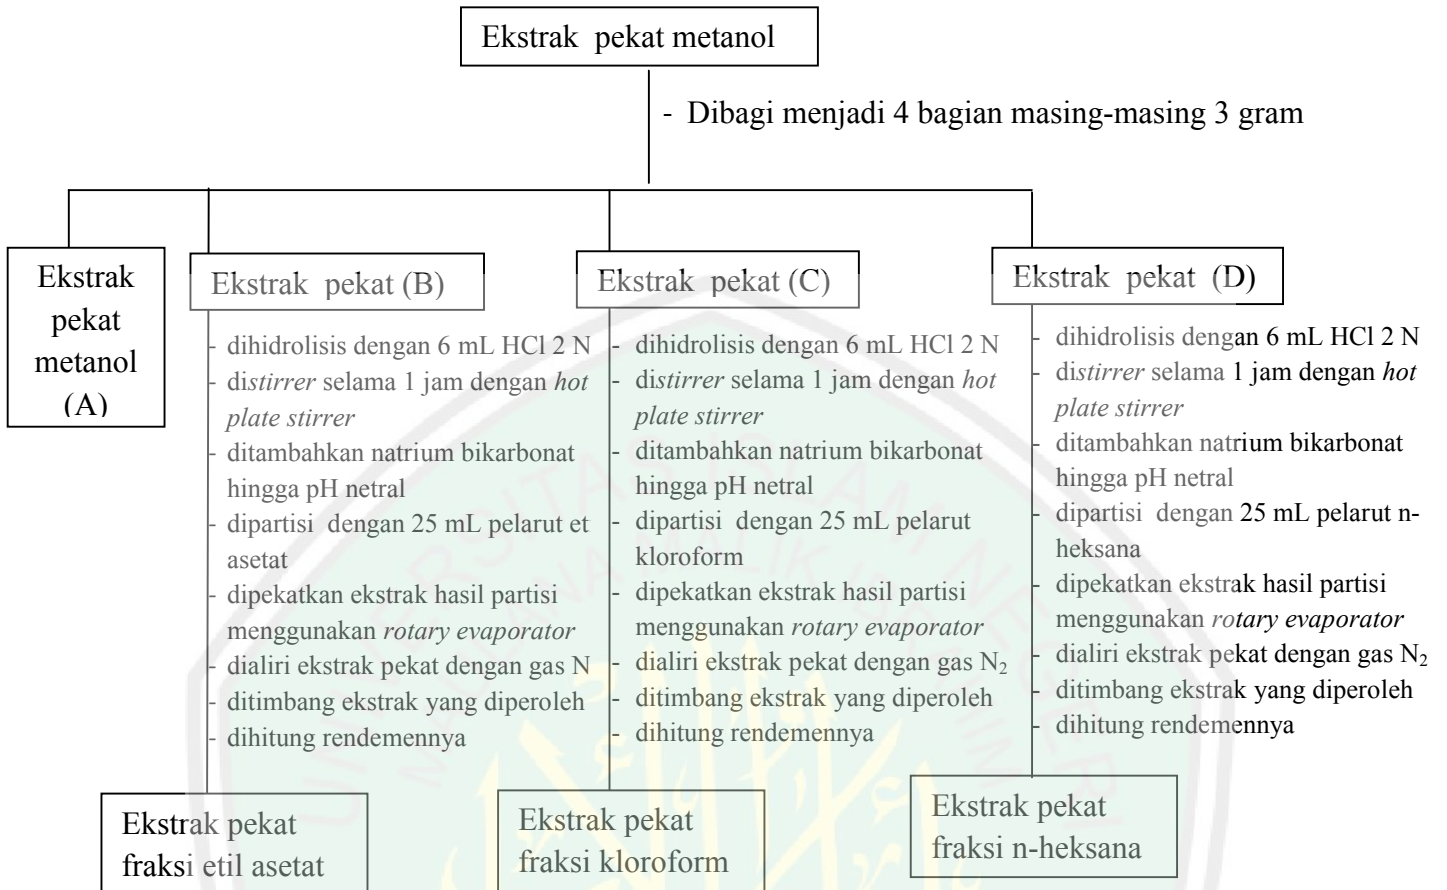 Ekstrak pekat metanol
- Dibagi menjadi 4 bagian masing-masing 3 gram
Ekstrak
pekat
metanol
(A)
Ekstrak pekat (B)
- dihidrolisis dengan 6 mL HCl 2 N
- distirrer selama 1 jam dengan hot
plate stirrer
- ditambahkan natrium bikarbonat
hingga pH netral
- dipartisi dengan 25 mL pelarut et
asetat
- dipekatkan ekstrak hasil partisi
menggunakan rotary evaporator
- dialiri ekstrak pekat dengan gas N
- ditimbang ekstrak yang diperoleh
- dihitung rendemennya
Ekstrak pekat
fraksi etil asetat
Ekstrak pekat (C)
- dihidrolisis dengan 6 mL HCl 2 N
- distirrer selama 1 jam dengan hot
plate stirrer
- ditambahkan natrium bikarbonat
hingga pH netral
- dipartisi dengan 25 mL pelarut
kloroform
- dipekatkan ekstrak hasil partisi
menggunakan rotary evaporator
- dialiri ekstrak pekat dengan gas N₂
- ditimbang ekstrak yang diperoleh
- dihitung rendemennya
Ekstrak pekat
fraksi kloroform
Ekstrak pekat (D)
- dihidrolisis dengan 6 mL HCl 2 N
- distirrer selama 1 jam dengan hot
plate stirrer
- ditambahkan natrium bikarbonat
hingga pH netral
- dipartisi dengan 25 mL pelarut n-
heksana
- dipekatkan ekstrak hasil partisi
menggunakan rotary evaporator
- dialiri ekstrak pekat dengan gas N₂
- ditimbang ekstrak yang diperoleh
- dihitung rendemennya
Ekstrak pekat
fraksi n-heksana
UNIVERSITAS ISLAM NEGERI
MAULANA MALIK IBRAHIM